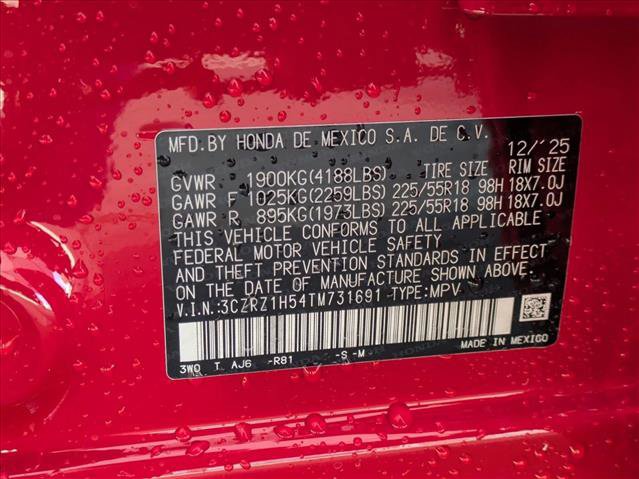 MFD.BY HONDA DE MEXICO S.A. DE C.V. 12/'25
GVWR 1900KG(4188LBS) TIRE SIZE RIM SIZE
GAWR F 1025KG(2259LBS) 225/55R18 98H 18X7.0J
GAWR R 895KG(1973LBS) 225/55R18 98H 18X7.0J
THIS VEHICLE CONFORMS TO ALL APPLICABLE
FEDERAL MOTOR VEHICLE SAFETY
AND THEFT PREVENTION STANDARDS IN EFFECT
ON THE DATE OF MANUFACTURE SHOWN ABOVE.
V.I.N.:3CZRZ1H54TM731691 TYPE:MPV
MADE IN MEXICO
3W0 T AJ6 -R81 -S -M